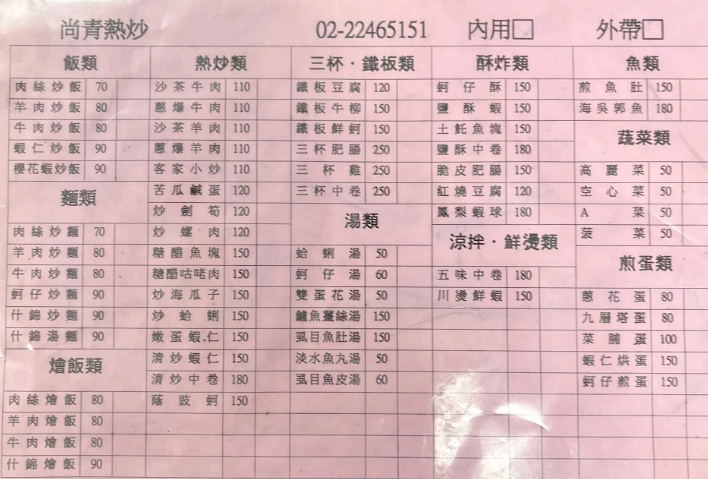 尚青熱炒 02-22465151 內用□ 外帶□
飯類
肉絲炒飯 70
羊肉炒飯 80
牛肉炒飯 80
蝦仁炒飯 90
櫻花蝦炒飯 90
麵類
肉絲炒麵 70
羊肉炒麵 80
牛肉炒麵 80
蚵仔炒麵 90
什錦炒麵 90
什錦湯麵 90
燴飯類
肉絲燴飯 80
羊肉燴飯 80
牛肉燴飯 80
什錦燴飯 90
熱炒類
沙茶牛肉 110
蔥爆牛肉 110
沙茶羊肉 110
蔥爆羊肉 110
客家小炒 110
苦瓜鹹蛋 120
炒劍筍 120
炒螺肉 120
糖醋魚塊 150
糖醋咕咾肉 150
炒海瓜子 150
炒蛤蜊 150
嫩蛋蝦仁 150
清炒蝦仁 150
清炒中卷 180
蔭豉蚵 150
三杯·鐵板類
鐵板豆腐 120
鐵板牛柳 150
鐵板鮮蚵 150
三杯肥腸 250
三杯雞 250
三杯中卷 250
湯類
蛤蜊湯 50
蚵仔湯 60
雙蛋花湯 50
鱸魚薑絲湯 150
虱目魚肚湯 150
淡水魚丸湯 50
虱目魚皮湯 60
酥炸類
蚵仔酥 150
鹽酥蝦 150
土魠魚塊 150
鹽酥中卷 180
脆皮肥腸 150
紅燒豆腐 120
鳳梨蝦球 180
涼拌·鮮燙類
五味中卷 180
川燙鮮蝦 150
魚類
煎魚肚 150
海吳郭魚 180
蔬菜類
高麗菜 50
空心菜 50
A菜 50
菠菜 50
煎蛋類
蔥花蛋 80
九層塔蛋 80
菜脯蛋 100
蝦仁烘蛋 150
蚵仔煎蛋 150